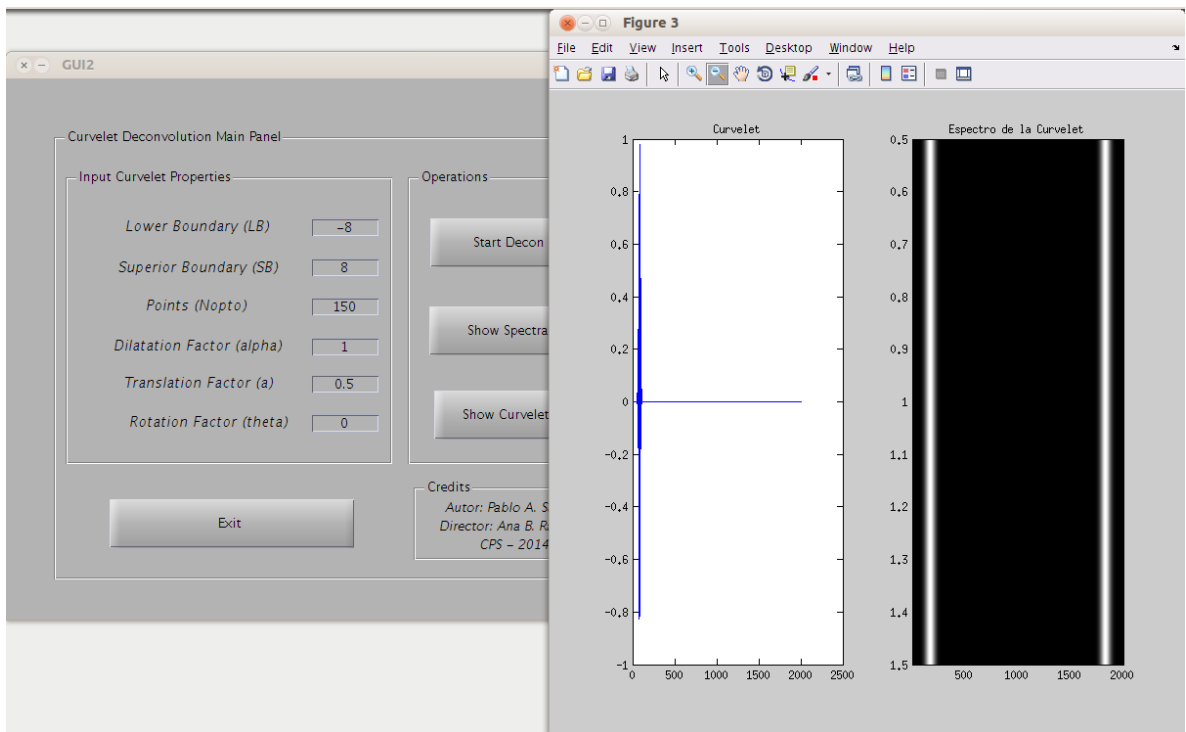 GUI2
Curvelet Deconvolution Main Panel
Input Curvelet Properties
Lower Boundary (LB) -8
Superior Boundary (SB) 8
Points (Nopto) 150
Dilatation Factor (alpha) 1
Translation Factor (a) 0.5
Rotation Factor (theta) 0
Exit
Operations
Start Decon
Show Spectra
Show Curvelet
Credits
Autor: Pablo A. S
Director: Ana B. R
CPS - 2014
Figure 3
File Edit View Insert Tools Desktop Window Help
Curvelet
1
0.8
0.6
0.4
0.2
0
-0.2
-0.4
-0.6
-0.8
-1
0 500 1000 1500 2000 2500
Espectro de la Curvelet
0.5
0.6
0.7
0.8
0.9
1
1.1
1.2
1.3
1.4
1.5
500 1000 1500 2000